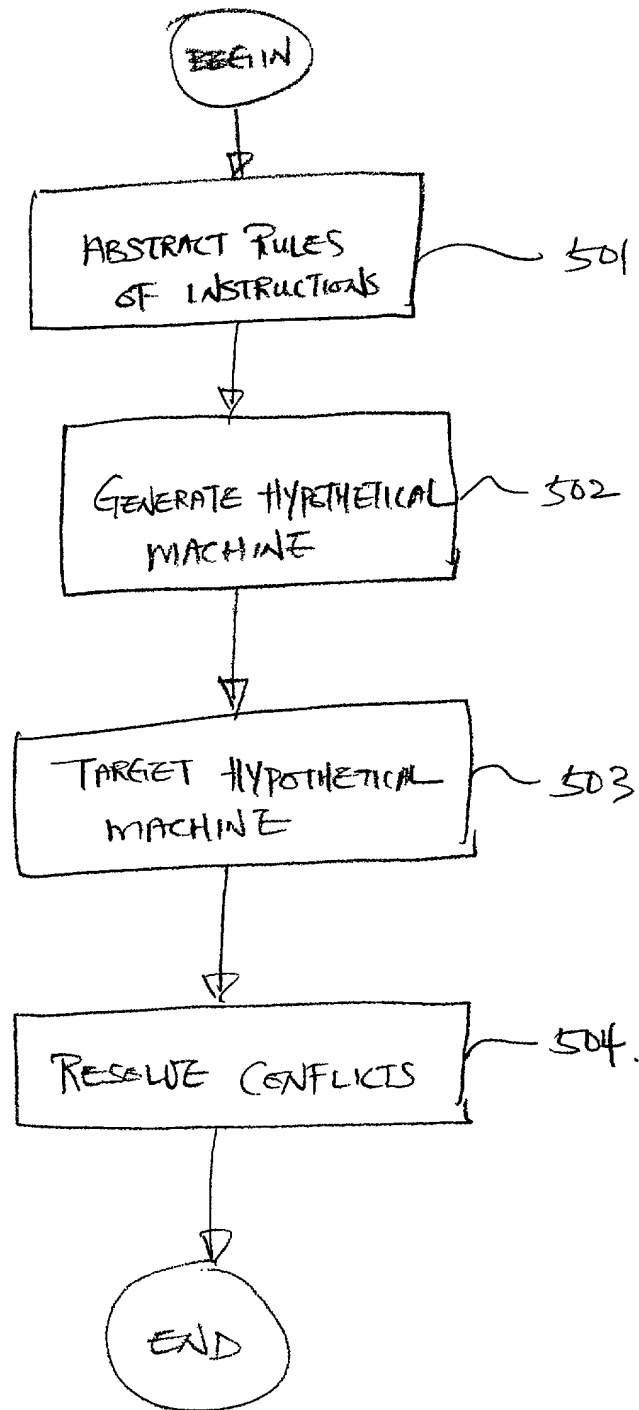 BEGIN
ABSTRACT RULES
OF INSTRUCTIONS
501
GENERATE HYPOTHETICAL
MACHINE
502
TARGET HYPOTHETICAL
MACHINE
503
RESOLVE CONFLICTS
504.
END